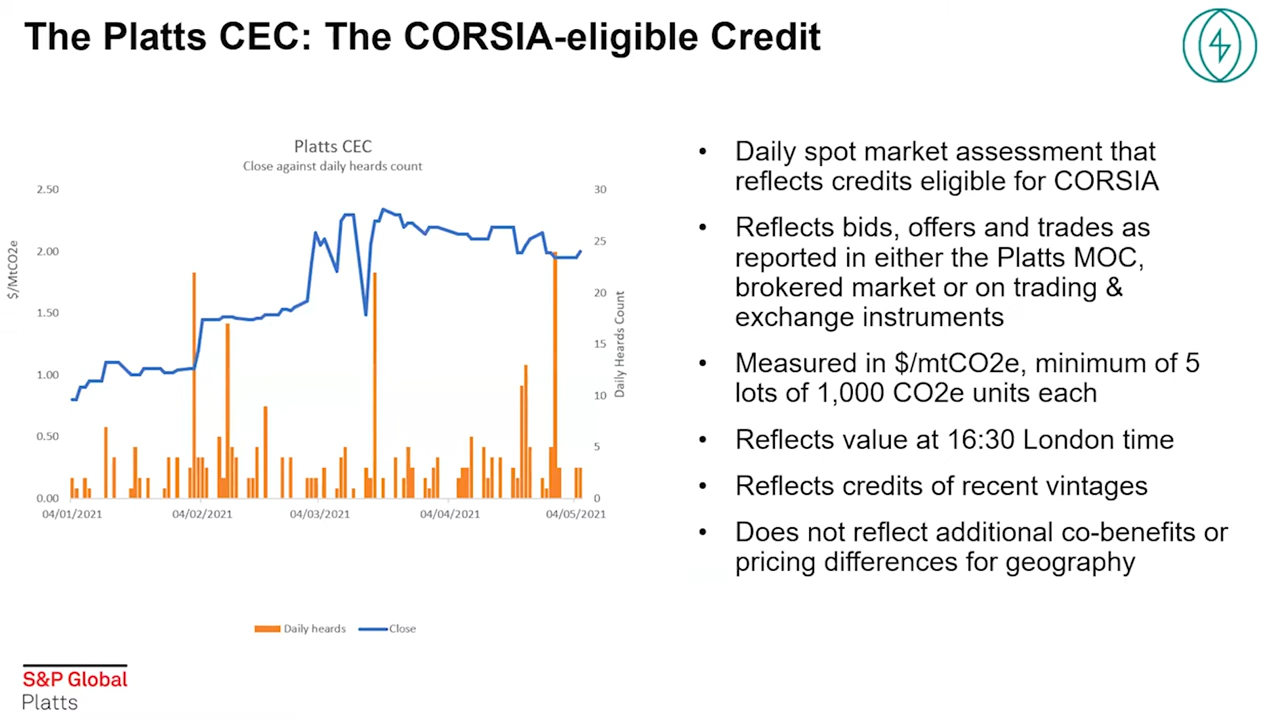 The Platts CEC: The CORSIA-eligible Credit
Platts CEC
Close against daily heards count
2.50
2.00
1.50
1.00
0.50
0.00
$/MtCO2e
30
25
20
15
10
5
0
Daily Heards Count
04/01/2021
04/02/2021
04/03/2021
04/04/2021
04/05/2021
Daily heards
Close
• Daily spot market assessment that
reflects credits eligible for CORSIA
• Reflects bids, offers and trades as
reported in either the Platts MOC,
brokered market or on trading &
exchange instruments
• Measured in $/mtCO2e, minimum of 5
lots of 1,000 CO2e units each
• Reflects value at 16:30 London time
• Reflects credits of recent vintages
• Does not reflect additional co-benefits or
pricing differences for geography
S&P Global
Platts